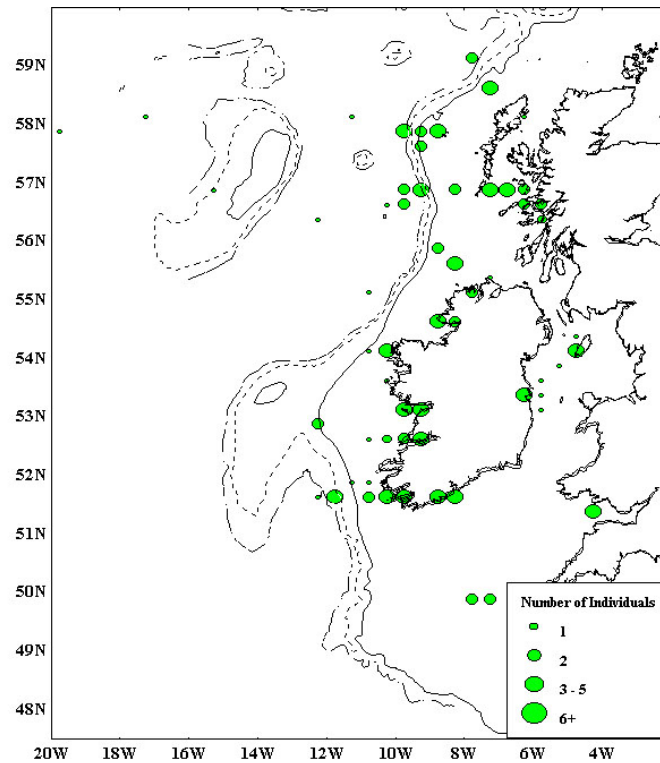 59N
58N
57N
56N
55N
54N
53N
52N
51N
50N
49N
48N
Number of Individuals
1
2
3 - 5
6+
20W 18W 16W 14W 12W 10W 8W 6W 4W